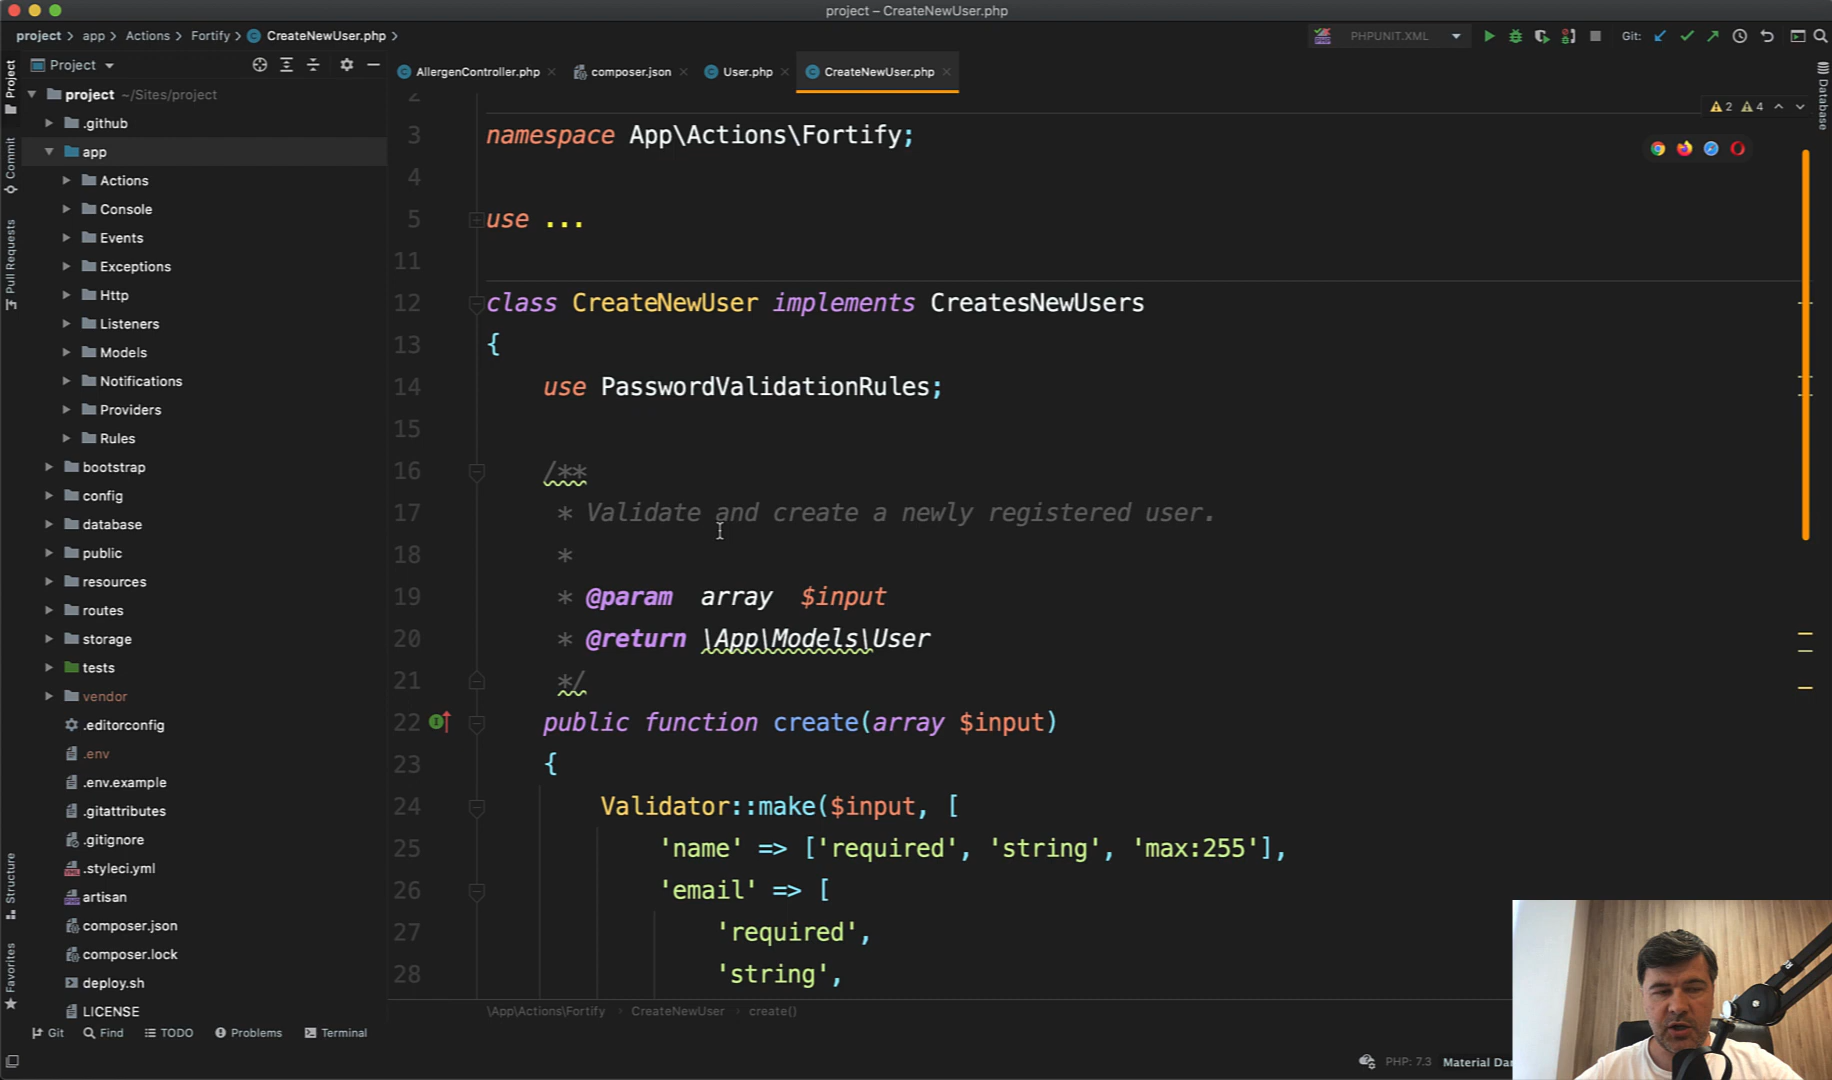 project – CreateNewUser.php
project > app > Actions > Fortify > CreateNewUser.php >
PHPUNIT.XML
Git:
Project
AllergenController.php
composer.json
User.php
CreateNewUser.php
Project
Commit
Pull Requests
Structure
Favorites
Database
2 4
project ~/Sites/project
.github
app
Actions
Console
Events
Exceptions
Http
Listeners
Models
Notifications
Providers
Rules
bootstrap
config
database
public
resources
routes
storage
tests
vendor
.editorconfig
.env
.env.example
.gitattributes
.gitignore
.styleci.yml
artisan
composer.json
composer.lock
deploy.sh
LICENSE
2
3 namespace App\Actions\Fortify;
4
5 use ...
11
12 class CreateNewUser implements CreatesNewUsers
13 {
14 use PasswordValidationRules;
15
16 /**
17 * Validate and create a newly registered user.
18 *
19 * @param array $input
20 * @return \App\Models\User
21 */
22 public function create(array $input)
23 {
24 Validator::make($input, [
25 'name' => ['required', 'string', 'max:255'],
26 'email' => [
27 'required',
28 'string',
\App\Actions\Fortify > CreateNewUser > create()
Git
Find
TODO
Problems
Terminal
PHP: 7.3
Material Dar